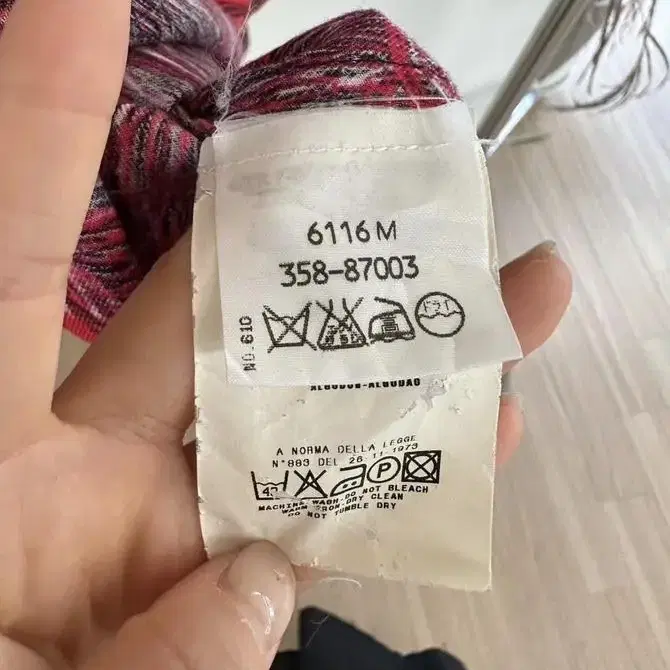 6116M
358-87003
NO.610
ALGODON-ALGODAO
A NORMA DELLA LEGGE
N°883 DEL 26-11-1973
P
MACHINE WASH-DO NOT BLEACH
WARM IRON-DRY CLEAN
DO NOT TUMBLE DRY